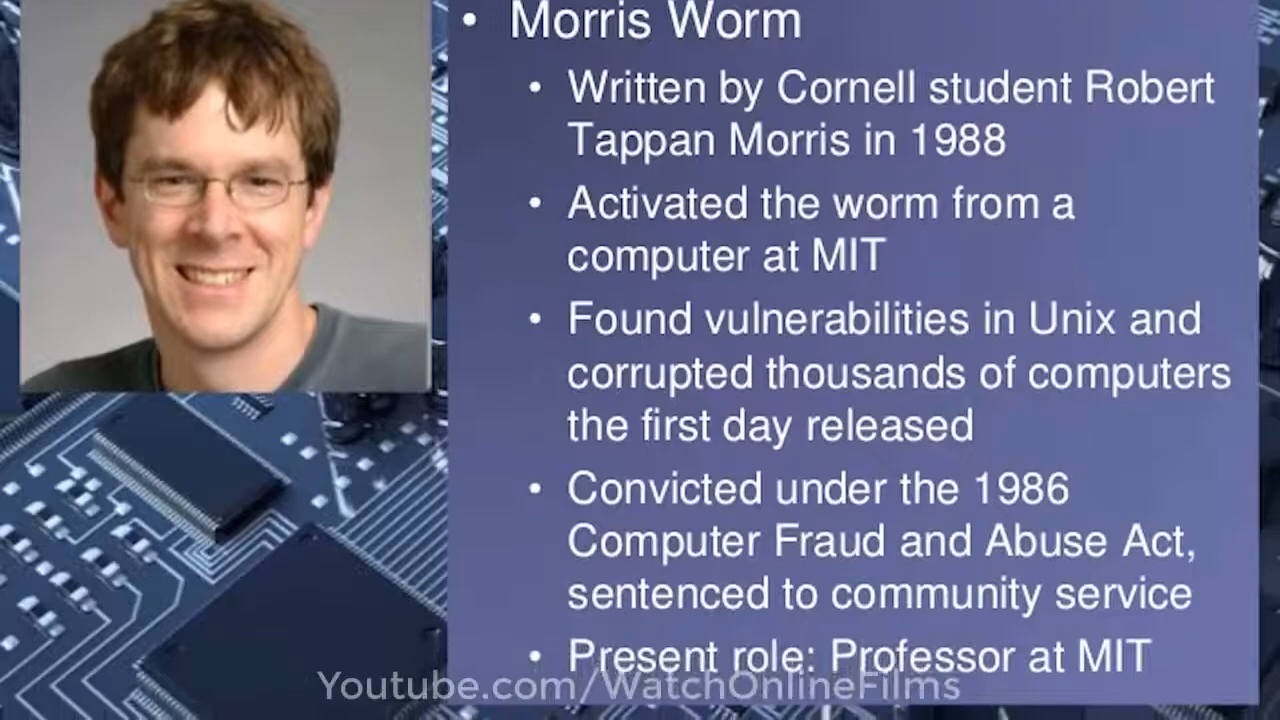 • Morris Worm
• Written by Cornell student Robert
Tappan Morris in 1988
• Activated the worm from a
computer at MIT
• Found vulnerabilities in Unix and
corrupted thousands of computers
the first day released
• Convicted under the 1986
Computer Fraud and Abuse Act,
sentenced to community service
• Present role: Professor at MIT
Youtube.com/WatchOnlineFilms